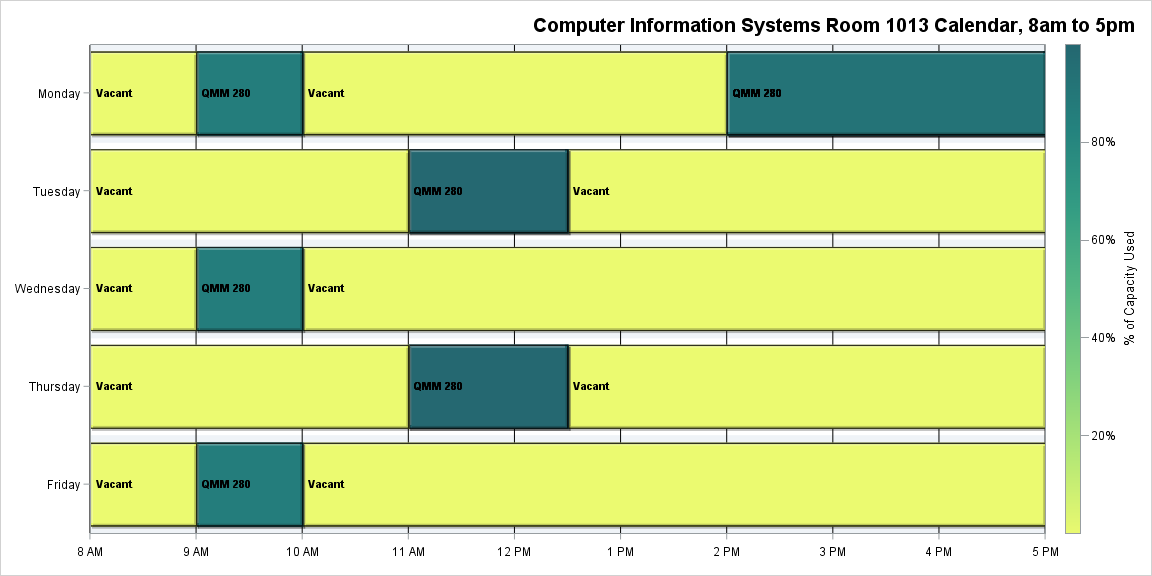 Computer Information Systems Room 1013 Calendar, 8am to 5pm
Monday
Vacant
QMM 280
Vacant
QMM 280
Tuesday
Vacant
QMM 280
Vacant
Wednesday
Vacant
QMM 280
Vacant
Thursday
Vacant
QMM 280
Vacant
Friday
Vacant
QMM 280
Vacant
8 AM
9 AM
10 AM
11 AM
12 PM
1 PM
2 PM
3 PM
4 PM
5 PM
80%
60%
40%
20%
% of Capacity Used